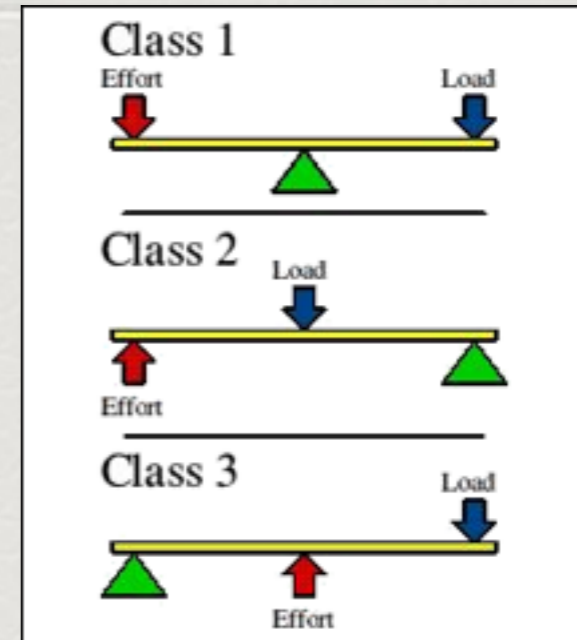 Class 1
Effort Load
Class 2
Load
Effort
Class 3
Load
Effort